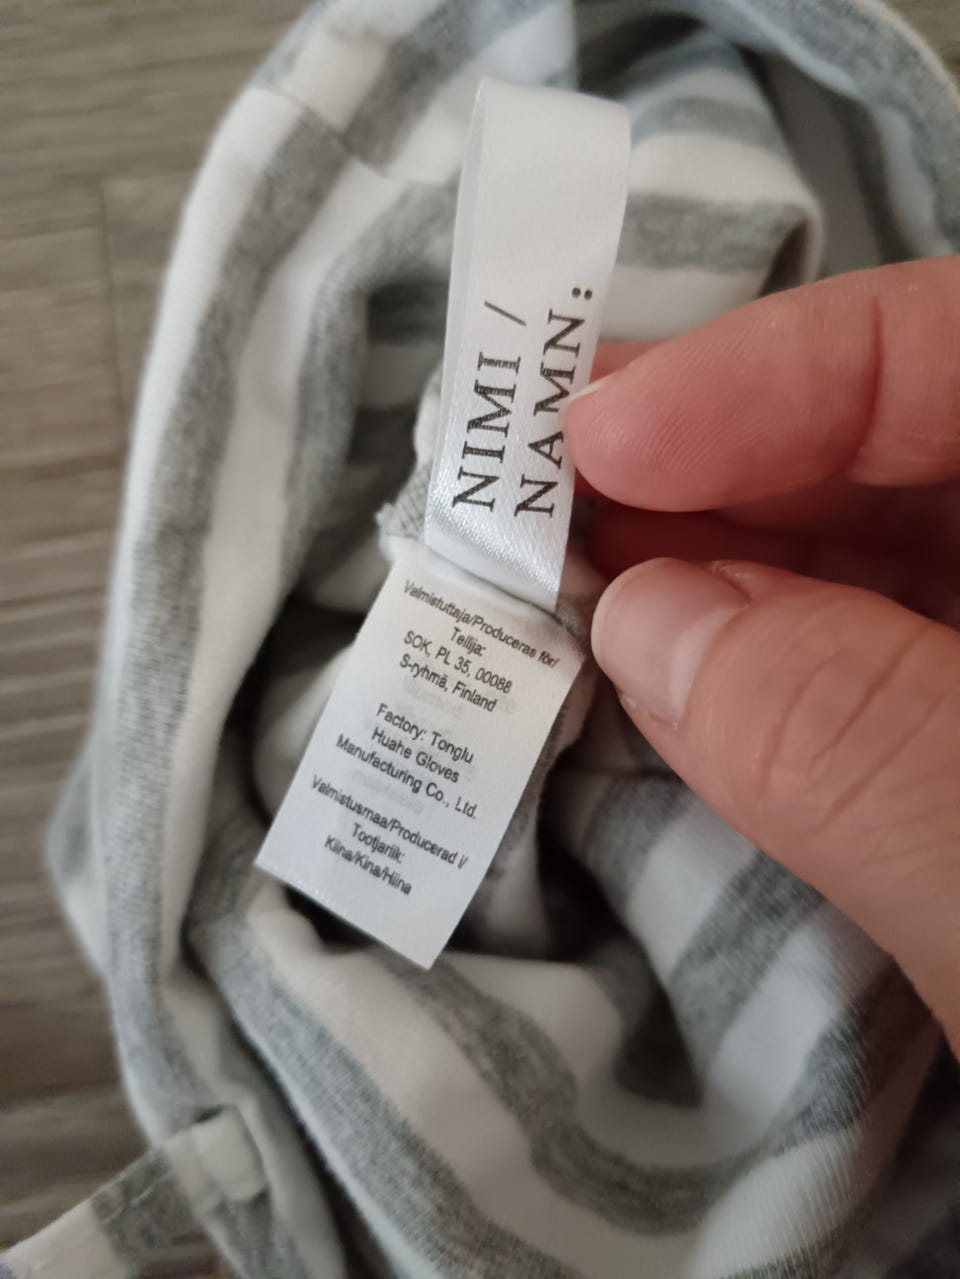 NIMI /
NAMN:
Valmistuttaja/Produceras för/
Tellija:
SOK, PL 35, 00088
S-ryhmä, Finland
Factory: Tonglu
Huahe Gloves
Manufacturing Co., Ltd.
Valmistusmaa/Producerad i/
Tootjariik:
Kiina/Kina/Hiina